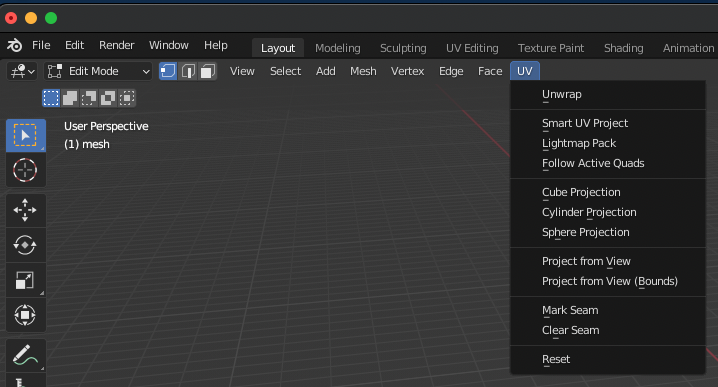 File Edit Render Window Help Layout Modeling Sculpting UV Editing Texture Paint Shading Animation
Edit Mode View Select Add Mesh Vertex Edge Face UV
User Perspective
(1) mesh
Unwrap
Smart UV Project
Lightmap Pack
Follow Active Quads
Cube Projection
Cylinder Projection
Sphere Projection
Project from View
Project from View (Bounds)
Mark Seam
Clear Seam
Reset